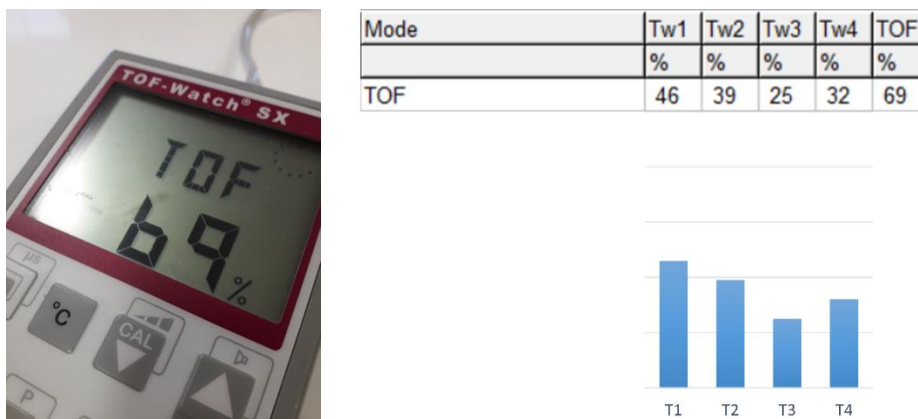 TOF-Watch® SX
TOF
69
%
µs
°C
CAL
P
Mode Tw1 Tw2 Tw3 Tw4 TOF
% % % % %
TOF 46 39 25 32 69
T1 T2 T3 T4